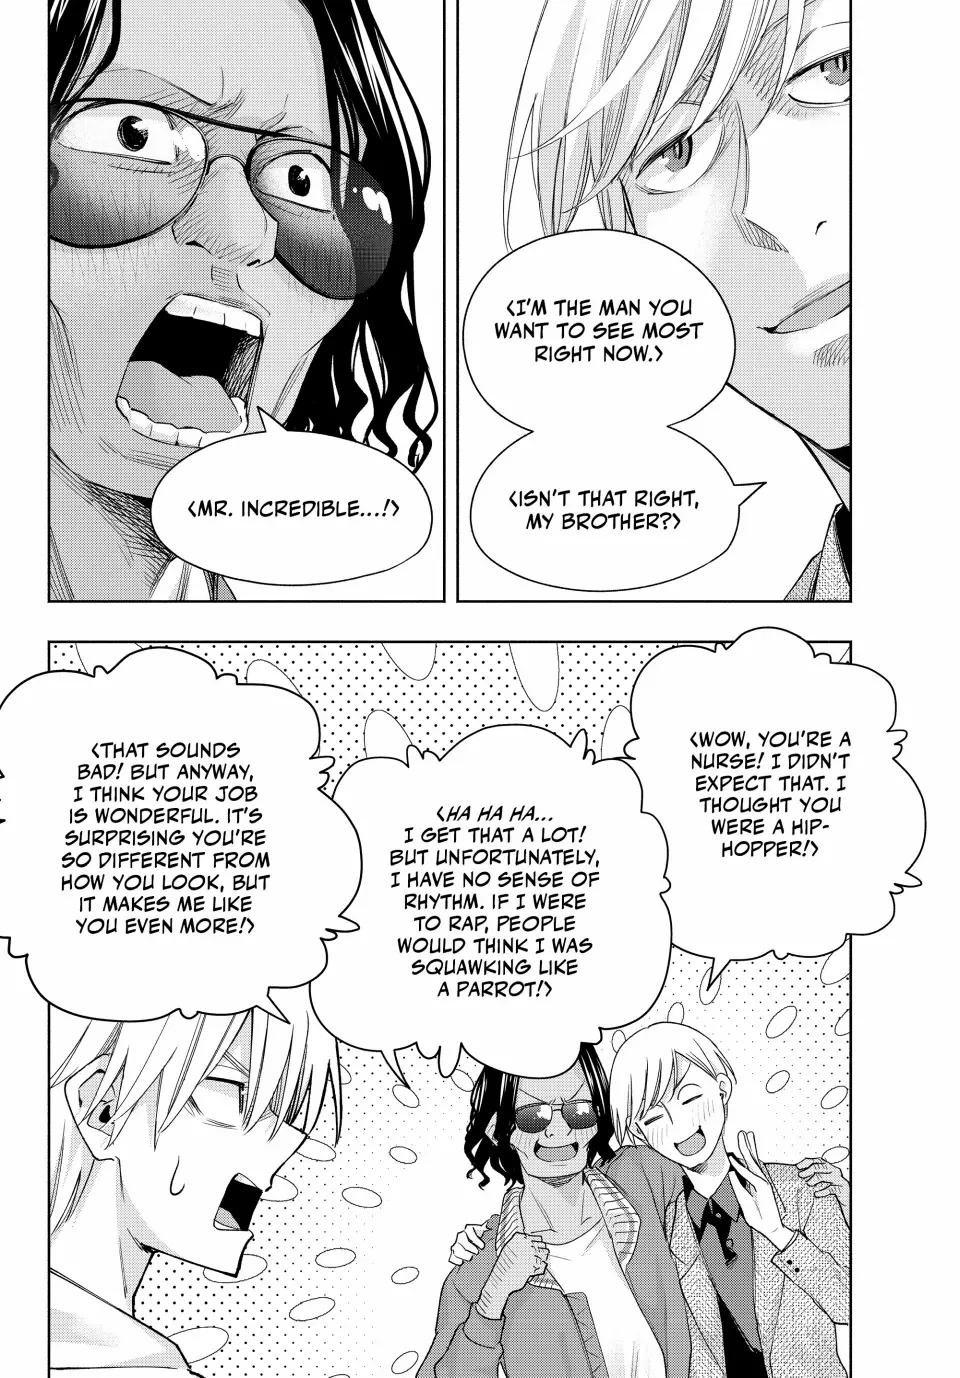 <I'M THE MAN YOU
WANT TO SEE MOST
RIGHT NOW.>
<ISN'T THAT RIGHT,
MY BROTHER?>
<MR. INCREDIBLE...!>
<WOW, YOU'RE A
NURSE! I DIDN'T
EXPECT THAT. I
THOUGHT YOU
WERE A HIP-
HOPPER!>
<HA HA HA...
I GET THAT A LOT!
BUT UNFORTUNATELY,
I HAVE NO SENSE OF
RHYTHM. IF I WERE
TO RAP, PEOPLE
WOULD THINK I WAS
SQUAWKING LIKE
A PARROT!>
<THAT SOUNDS
BAD! BUT ANYWAY,
I THINK YOUR JOB
IS WONDERFUL. IT'S
SURPRISING YOU'RE
SO DIFFERENT FROM
HOW YOU LOOK, BUT
IT MAKES ME LIKE
YOU EVEN MORE!>